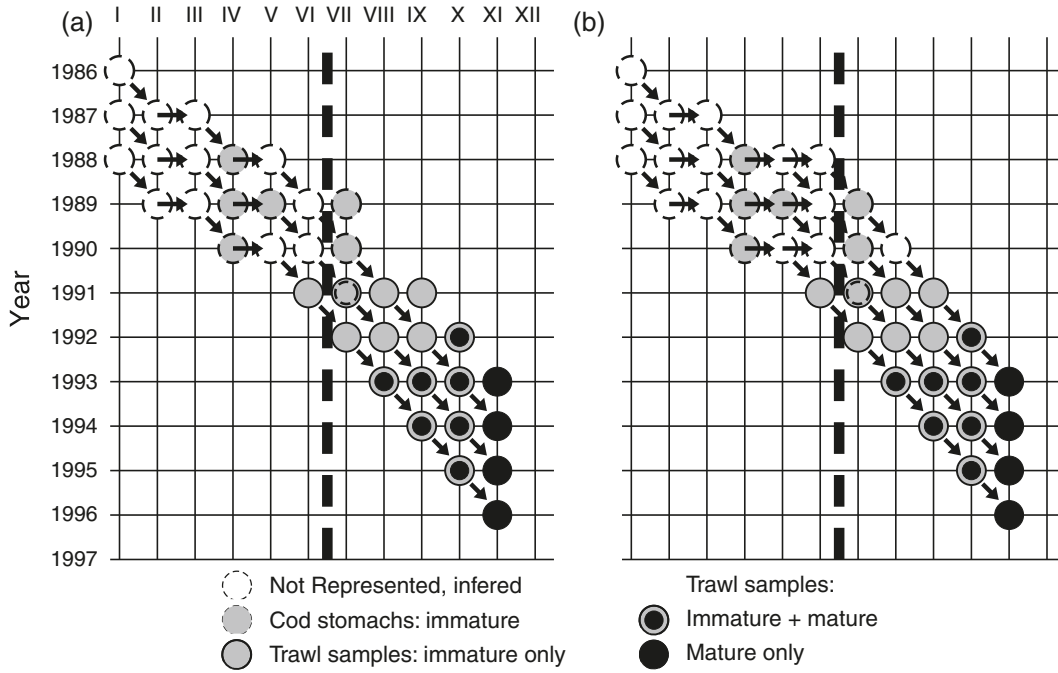 (a) I II III IV V VI VII VIII IX X XI XII (b)
1986
1987
1988
1989
1990
1991
1992
1993
1994
1995
1996
1997
Year
Not Represented, infered
Cod stomachs: immature
Trawl samples: immature only
Trawl samples:
Immature + mature
Mature only